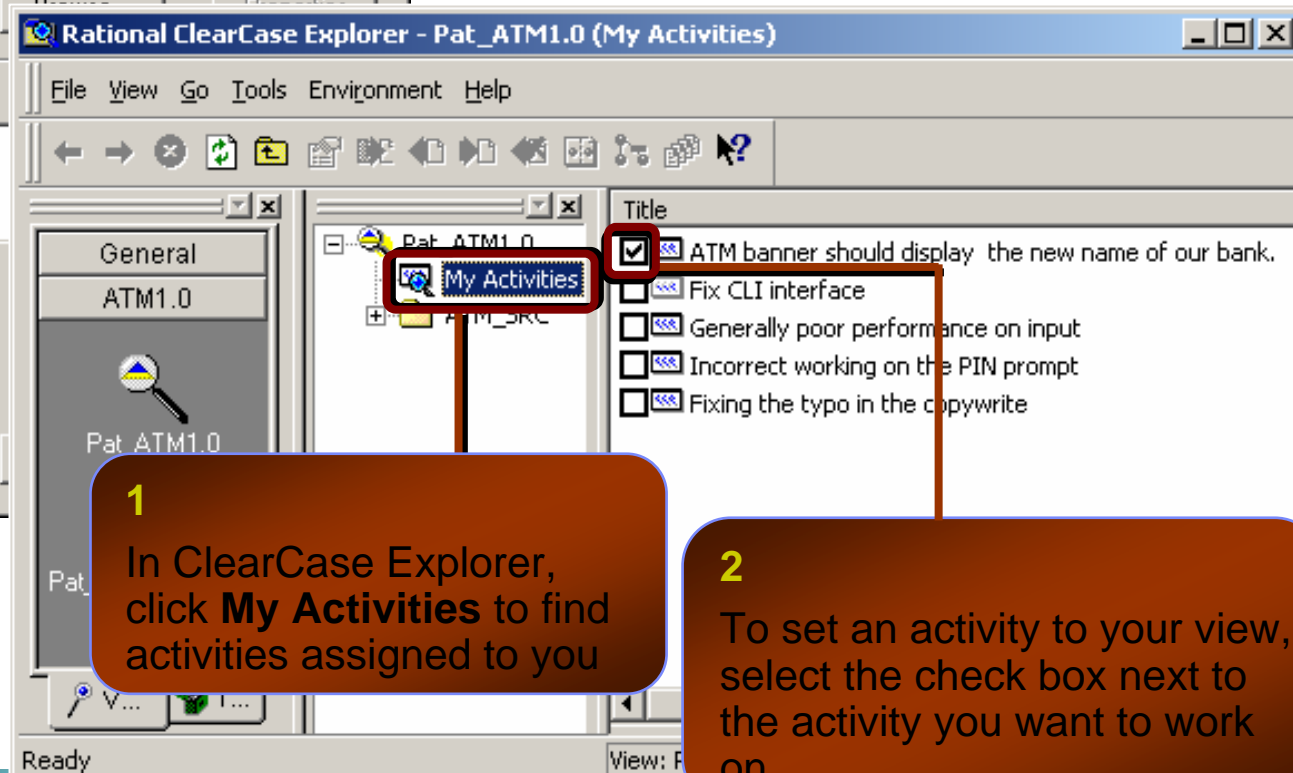 Rational ClearCase Explorer - Pat_ATM1.0 (My Activities)
File View Go Tools Environment Help
General
ATM1.0
Pat_ATM1.0
Pat_
V...
Pat_ATM1.0
My Activities
ATM_SRC
Title
ATM banner should display the new name of our bank.
Fix CLI interface
Generally poor performance on input
Incorrect working on the PIN prompt
Fixing the typo in the copywrite
1
In ClearCase Explorer,
click My Activities to find
activities assigned to you
2
To set an activity to your view,
select the check box next to
the activity you want to work
on
Ready
View: